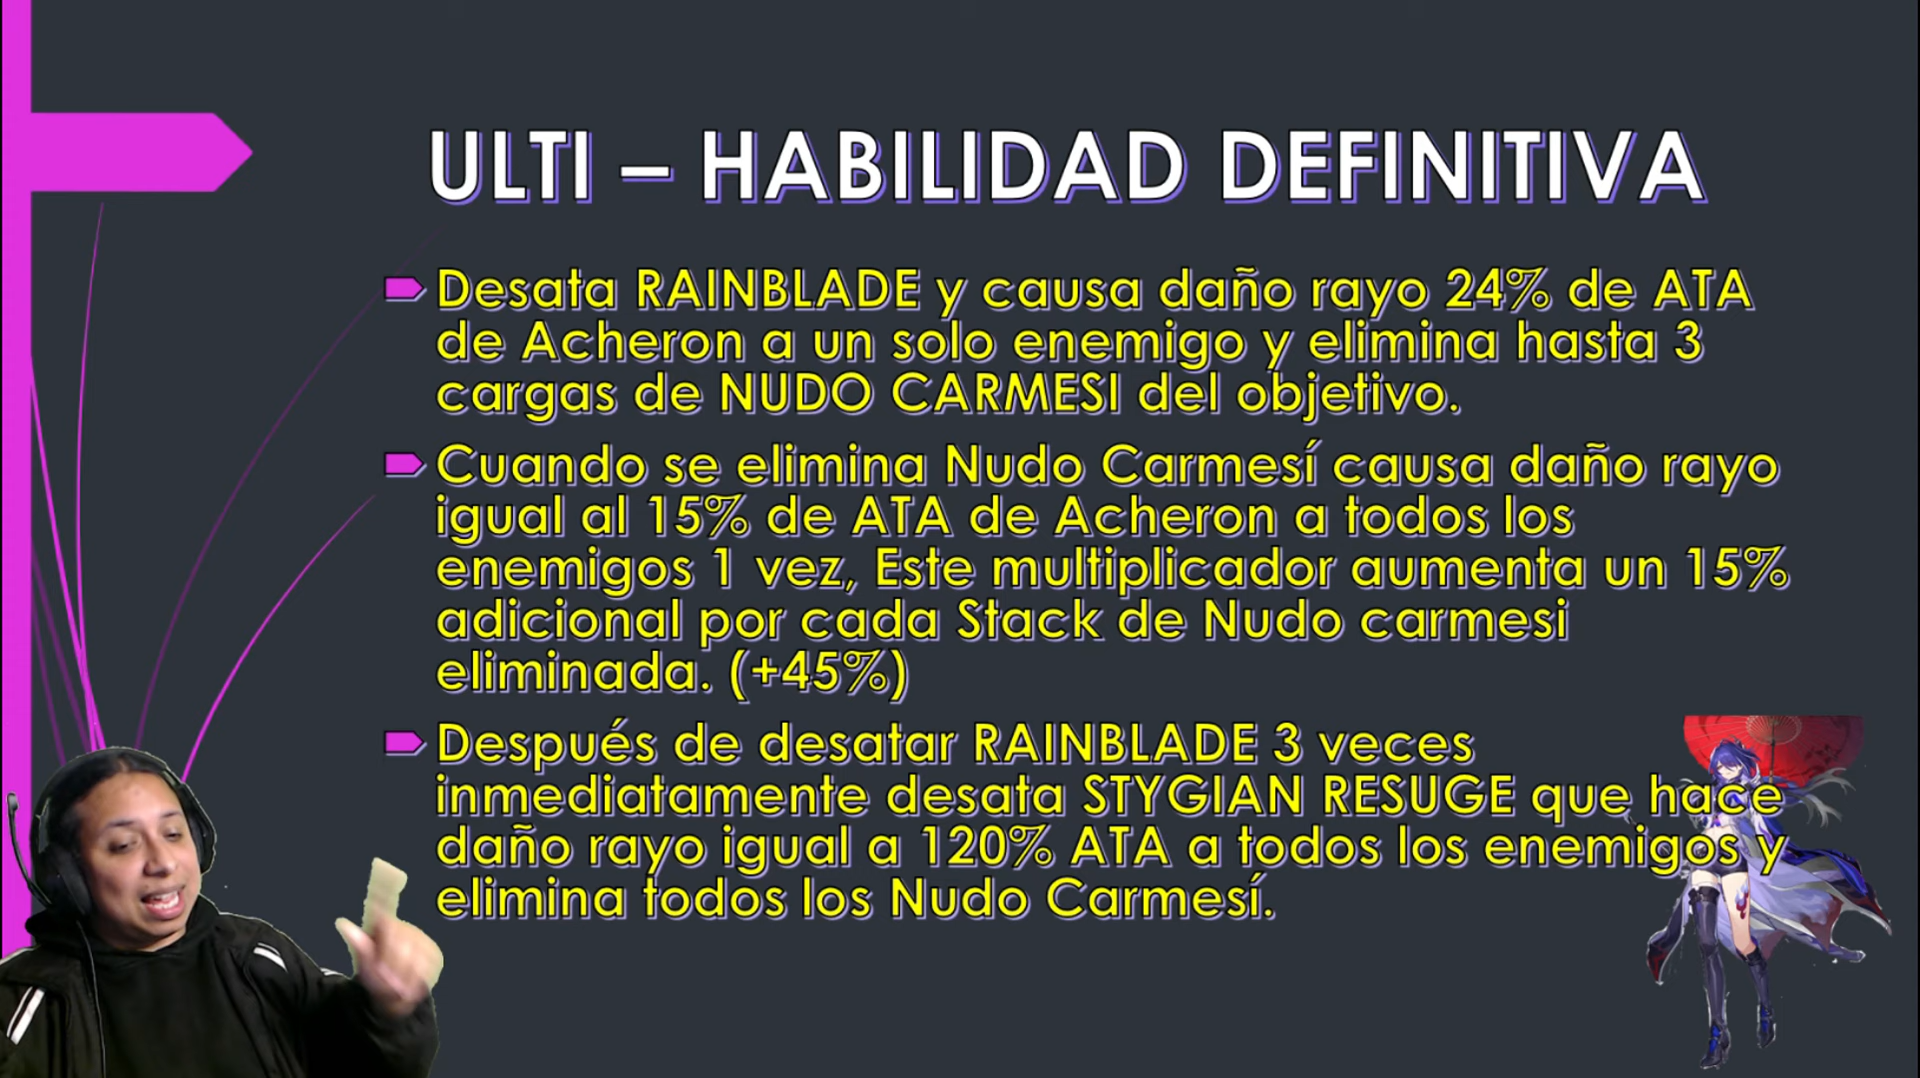 ULTI – HABILIDAD DEFINITIVA
Desata RAINBLADE y causa daño rayo 24% de ATA
de Acheron a un solo enemigo y elimina hasta 3
cargas de NUDO CARMESI del objetivo.
Cuando se elimina Nudo Carmesí causa daño rayo
igual al 15% de ATA de Acheron a todos los
enemigos 1 vez, Este multiplicador aumenta un 15%
adicional por cada Stack de Nudo carmesi
eliminada. (+45%)
Después de desatar RAINBLADE 3 veces
inmediatamente desata STYGIAN RESUGE que hace
daño rayo igual a 120% ATA a todos los enemigos y
elimina todos los Nudo Carmesí.